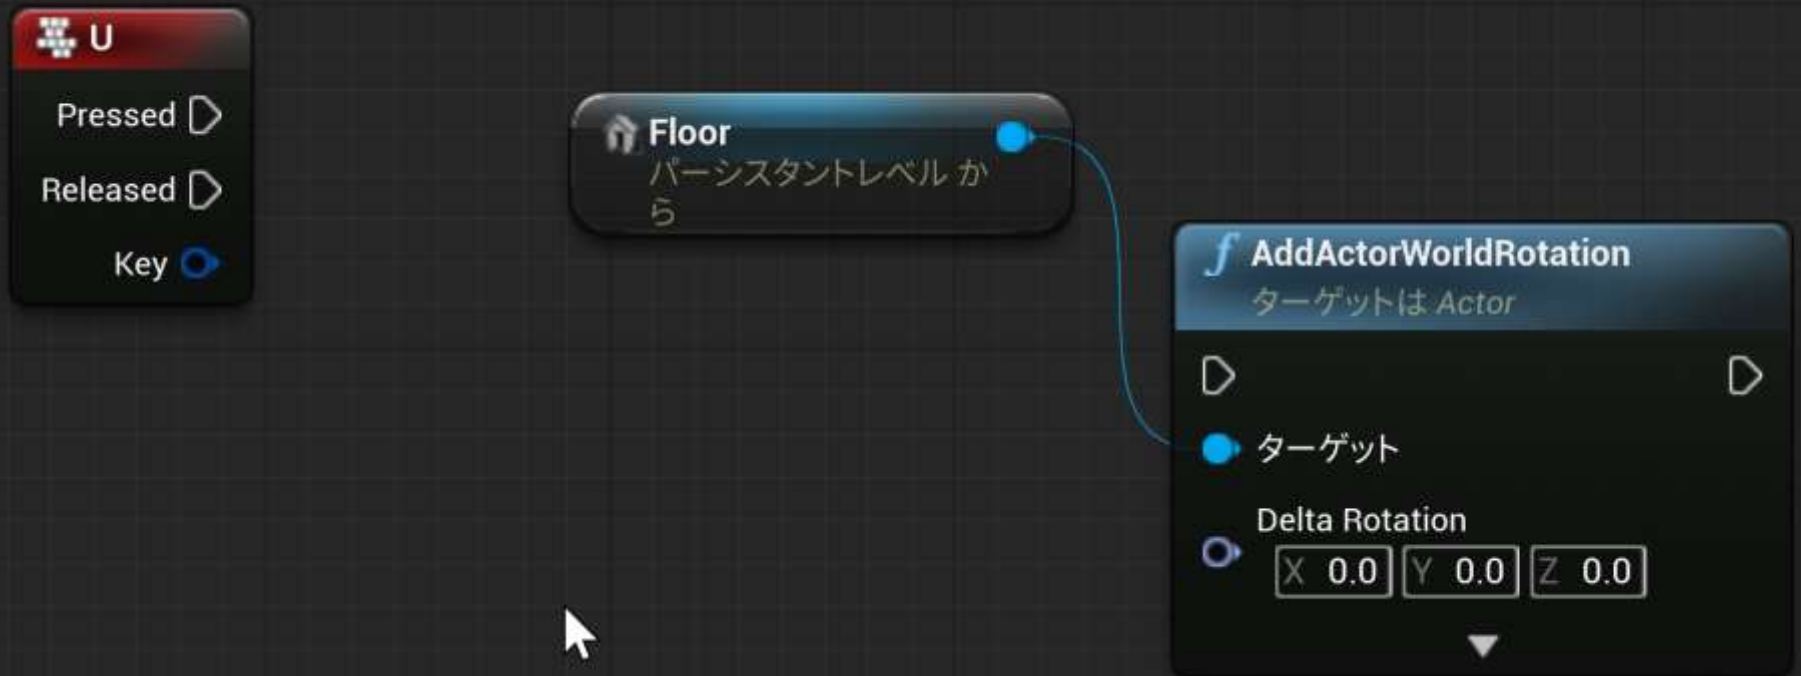 U
Pressed
Released
Key
Floor
パーシスタントレベル か
ら
AddActorWorldRotation
ターゲットは Actor
ターゲット
Delta Rotation
X 0.0 Y 0.0 Z 0.0